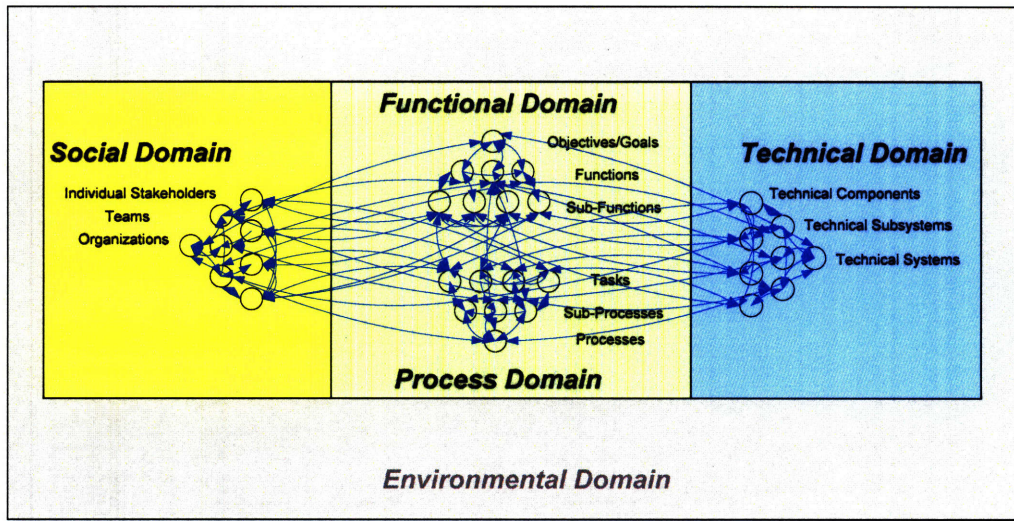 Functional Domain
Social Domain
Technical Domain
Objectives/Goals
Functions
Sub-Functions
Individual Stakeholders
Teams
Organizations
Technical Components
Technical Subsystems
Technical Systems
Tasks
Sub-Processes
Processes
Process Domain
Environmental Domain